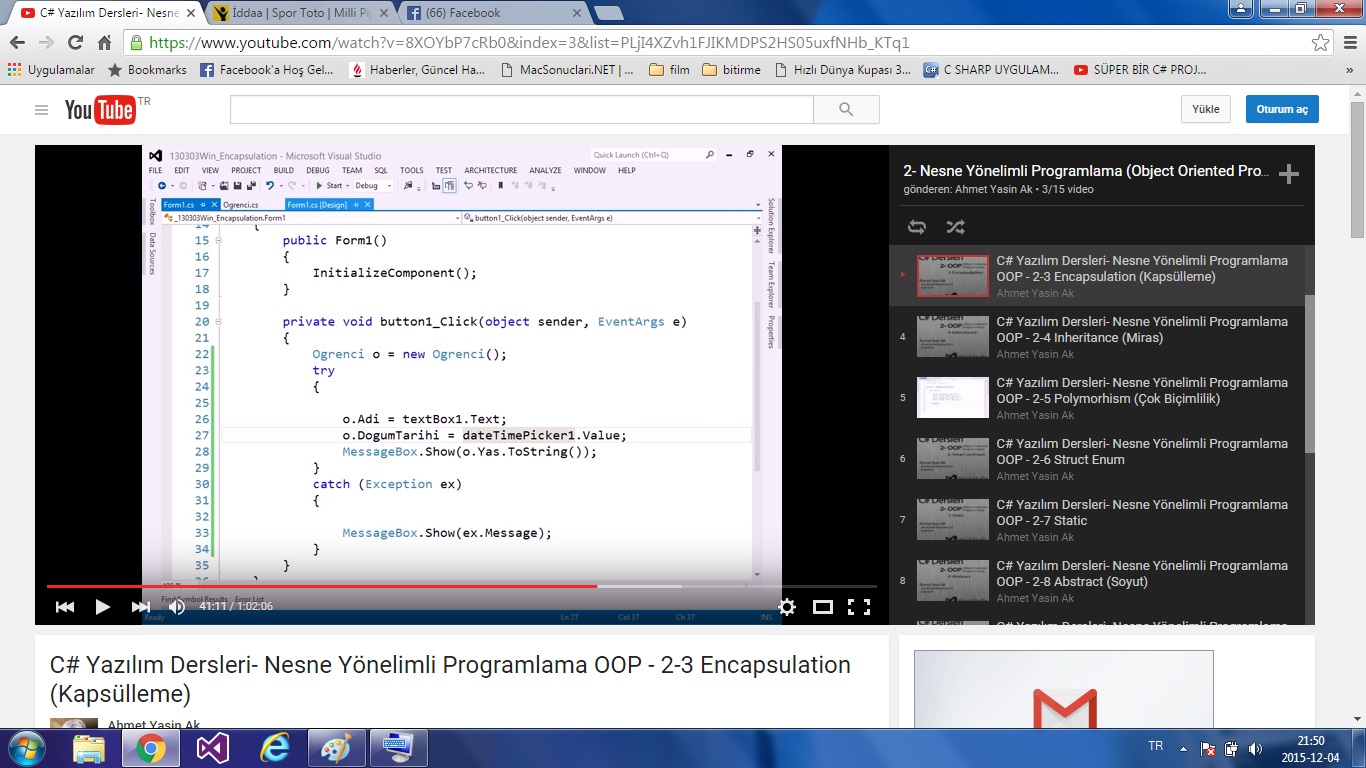 C# Yazılım Dersleri- Nesne
Iddaa | Spor Toto | Milli Piy
(66) Facebook
https://www.youtube.com/watch?v=8XOYbP7cRb0&index=3&list=PLjI4XZvh1FJIKMDPS2HS05uxfNHb_KTq1
Uygulamalar
Bookmarks
Facebook'a Hoş Gel...
Haberler, Güncel Ha...
MacSonuclari.NET | ...
film
bitirme
Hızlı Dünya Kupası 3...
C SHARP UYGULAM...
SÜPER BİR C# PROJ...
»
YouTube TR
Yükle
Oturum aç
130303Win_Encapsulation - Microsoft Visual Studio
Quick Launch (Ctrl+Q)
FILE EDIT VIEW PROJECT BUILD DEBUG TEAM SQL TOOLS TEST ARCHITECTURE ANALYZE WINDOW HELP
Start Debug
Form1.cs Ogrenci.cs Form1.cs [Design]
_130303Win_Encapsulation.Form1
button1_Click(object sender, EventArgs e)
Toolbox
Data Sources
14 {
15 public Form1()
16 {
17 InitializeComponent();
18 }
19
20 private void button1_Click(object sender, EventArgs e)
21 {
22 Ogrenci o = new Ogrenci();
23 try
24 {
25
26 o.Adi = textBox1.Text;
27 o.DogumTarihi = dateTimePicker1.Value;
28 MessageBox.Show(o.Yas.ToString());
29 }
30 catch (Exception ex)
31 {
32
33 MessageBox.Show(ex.Message);
34 }
35 }
Solution Explorer
Team Explorer
Properties
Find Symbol Results Error List
41:11 / 1:02:06
Ready
Ln 27 Col 37 Ch 37 INS
2- Nesne Yönelimli Programlama (Object Oriented Pro...
gönderen: Ahmet Yasin Ak • 3/15 video
C# Yazılım Dersleri- Nesne Yönelimli Programlama
OOP - 2-3 Encapsulation (Kapsülleme)
Ahmet Yasin Ak
4
C# Yazılım Dersleri- Nesne Yönelimli Programlama
OOP - 2-4 Inheritance (Miras)
Ahmet Yasin Ak
5
C# Yazılım Dersleri- Nesne Yönelimli Programlama
OOP - 2-5 Polymorhism (Çok Biçimlilik)
Ahmet Yasin Ak
6
C# Yazılım Dersleri- Nesne Yönelimli Programlama
OOP - 2-6 Struct Enum
Ahmet Yasin Ak
7
C# Yazılım Dersleri- Nesne Yönelimli Programlama
OOP - 2-7 Static
Ahmet Yasin Ak
8
C# Yazılım Dersleri- Nesne Yönelimli Programlama
OOP - 2-8 Abstract (Soyut)
Ahmet Yasin Ak
C# Yazılım Dersleri- Nesne Yönelimli Programlama
C# Yazılım Dersleri- Nesne Yönelimli Programlama OOP - 2-3 Encapsulation
(Kapsülleme)
Ahmet Yasin Ak
TR
21:50
2015-12-04